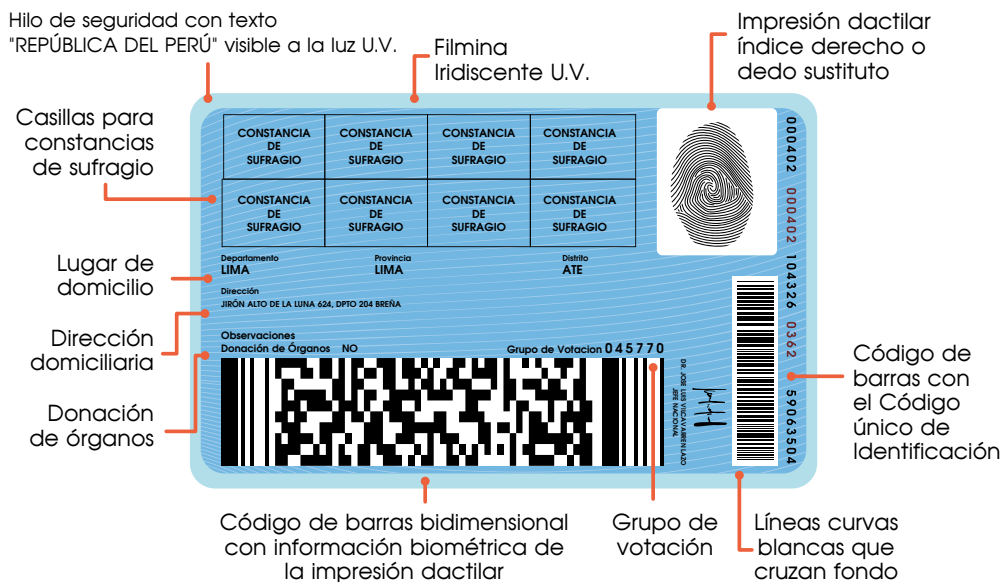 Hilo de seguridad con texto
"REPÚBLICA DEL PERÚ" visible a la luz U.V.
Filmina
Iridiscente U.V.
Impresión dactilar
índice derecho o
dedo sustituto
Casillas para
constancias
de sufragio
CONSTANCIA
DE
SUFRAGIO
CONSTANCIA
DE
SUFRAGIO
CONSTANCIA
DE
SUFRAGIO
CONSTANCIA
DE
SUFRAGIO
CONSTANCIA
DE
SUFRAGIO
CONSTANCIA
DE
SUFRAGIO
CONSTANCIA
DE
SUFRAGIO
CONSTANCIA
DE
SUFRAGIO
000402 000402 104326 0362 59063504
Lugar de
domicilio
Departamento
LIMA
Provincia
LIMA
Distrito
ATE
Dirección
JIRÓN ALTO DE LA LUNA 624, DPTO 204 BREÑA
Dirección
domiciliaria
Observaciones
Donación de Órganos NO
Grupo de Votacion 045770
Donación
de órganos
JEFE NACIONAL
Código de
barras con
el Código
único de
Identificación
Código de barras bidimensional
con información biométrica de
la impresión dactilar
Grupo de
votación
Líneas curvas
blancas que
cruzan fondo